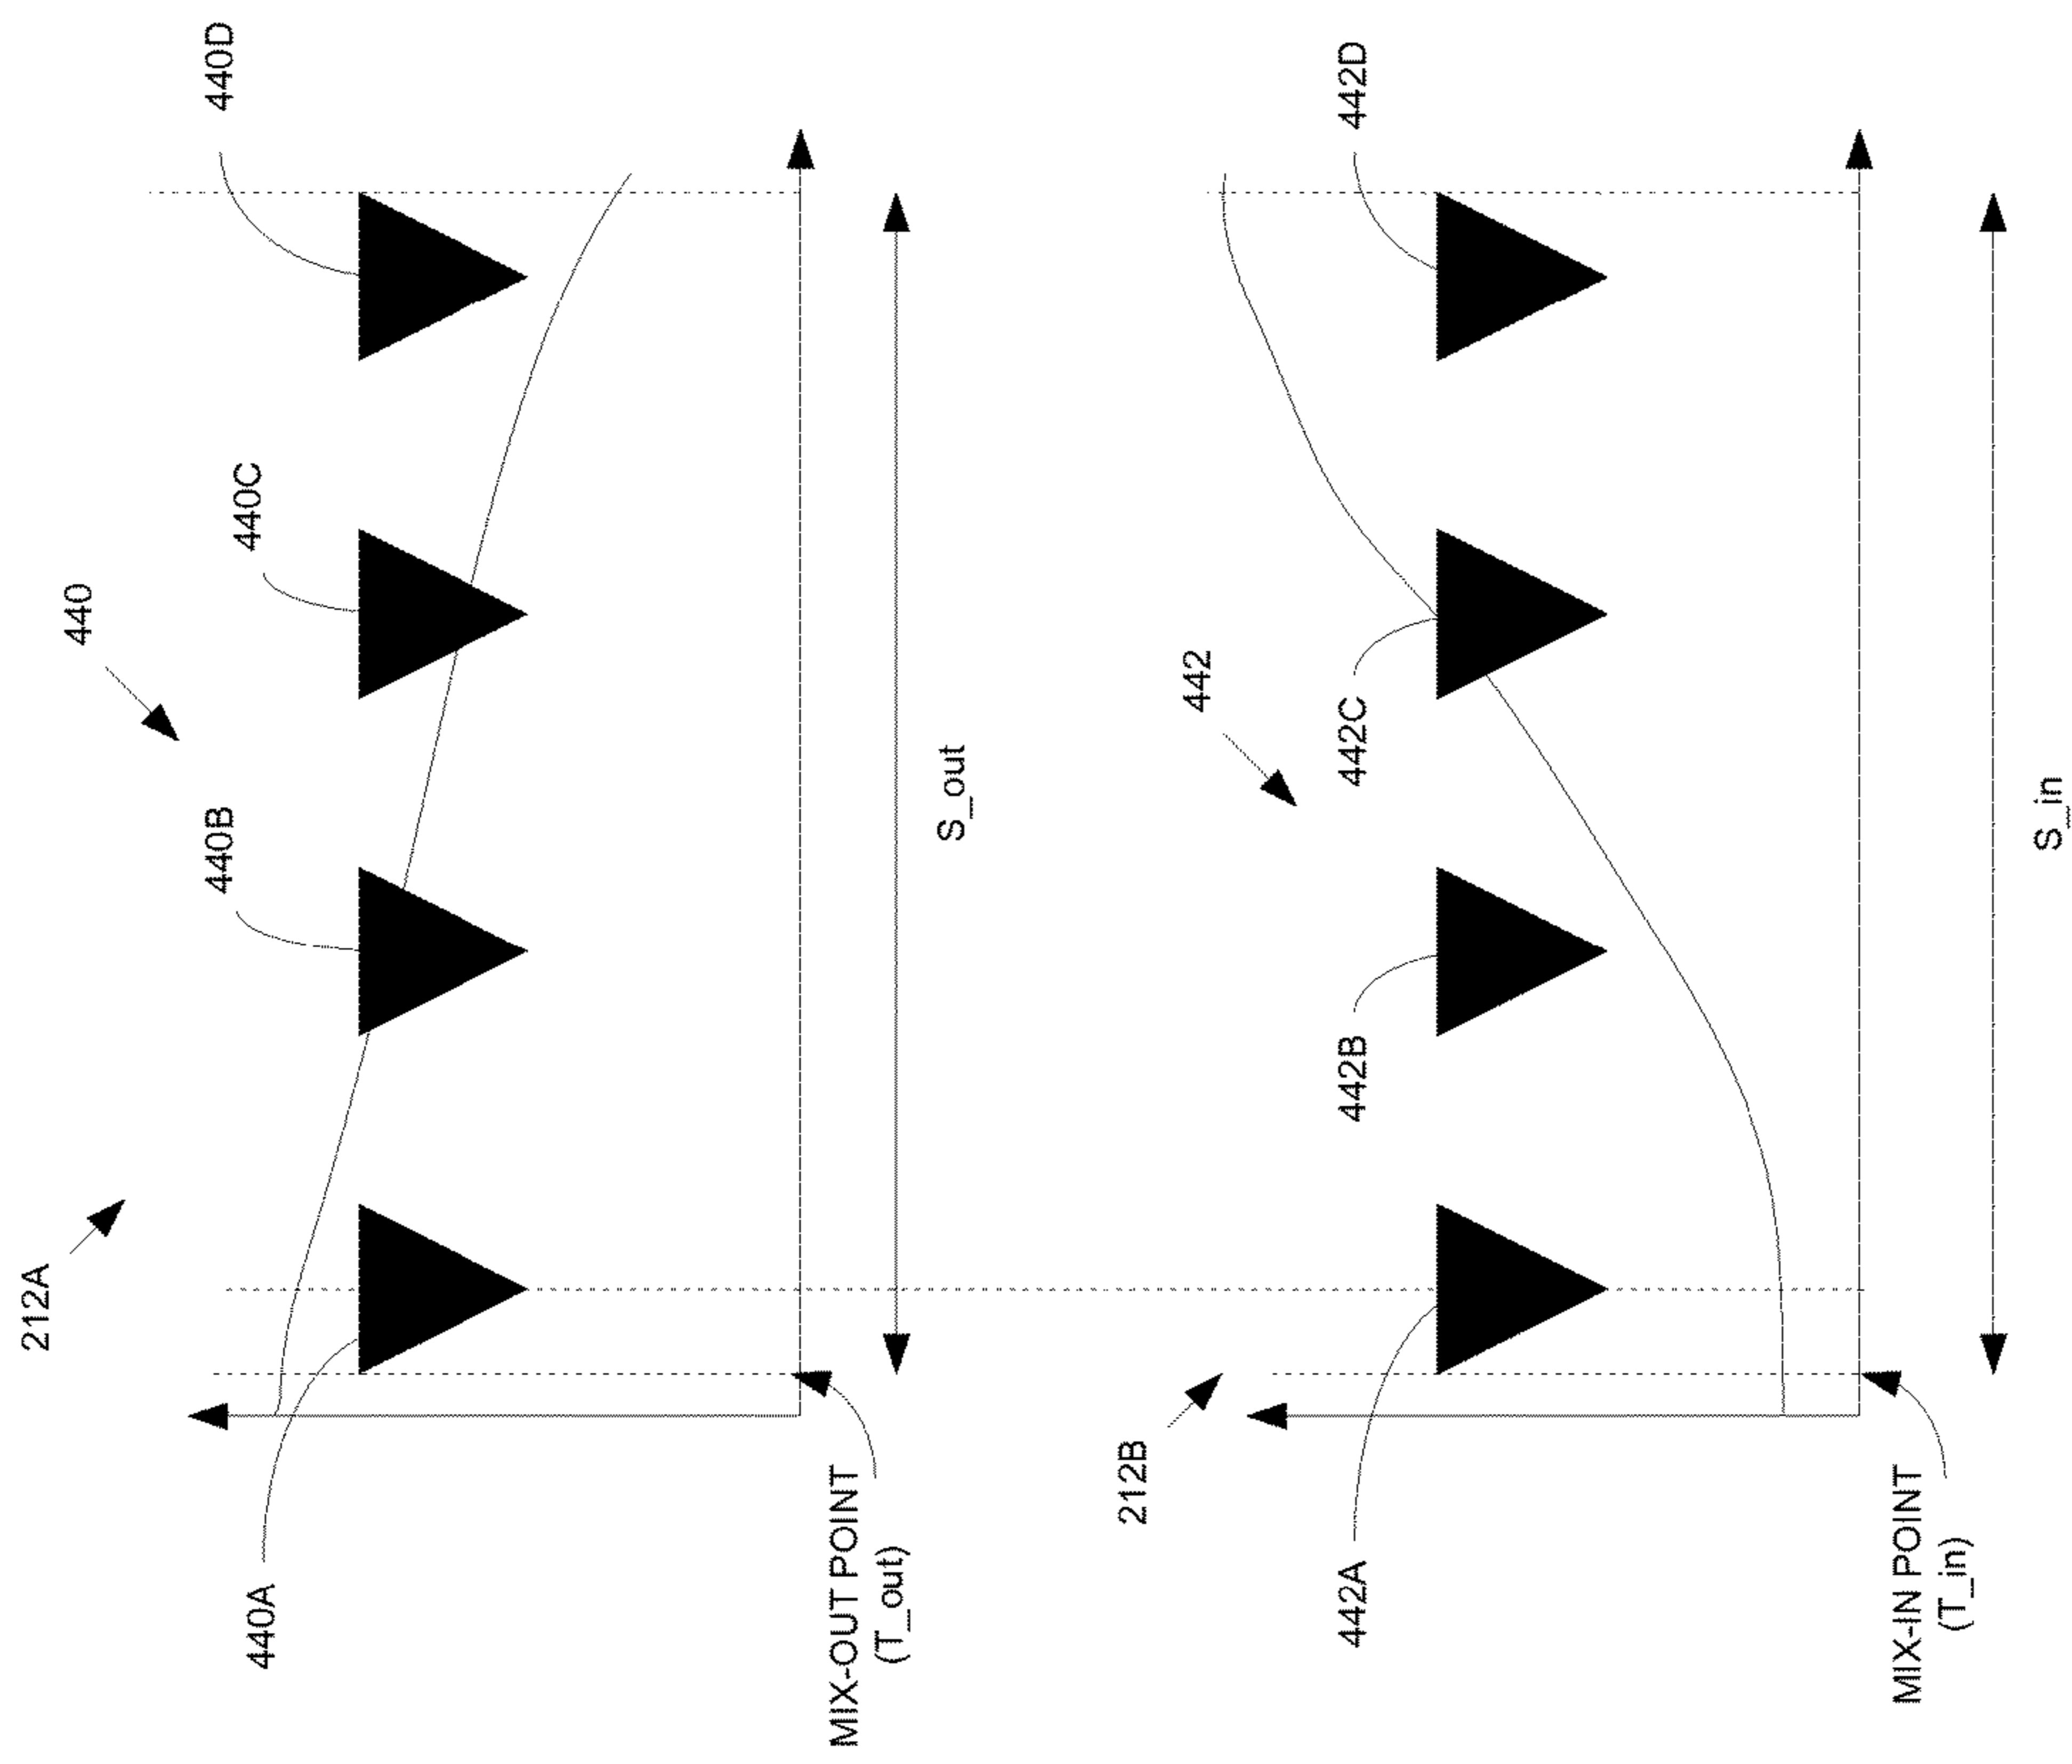 212A
440
440A
440B
440C
440D
MIX-OUT POINT
(T_out)
S_out
212B
442
442A
442B
442C
442D
MIX-IN POINT
(T_in)
S_in